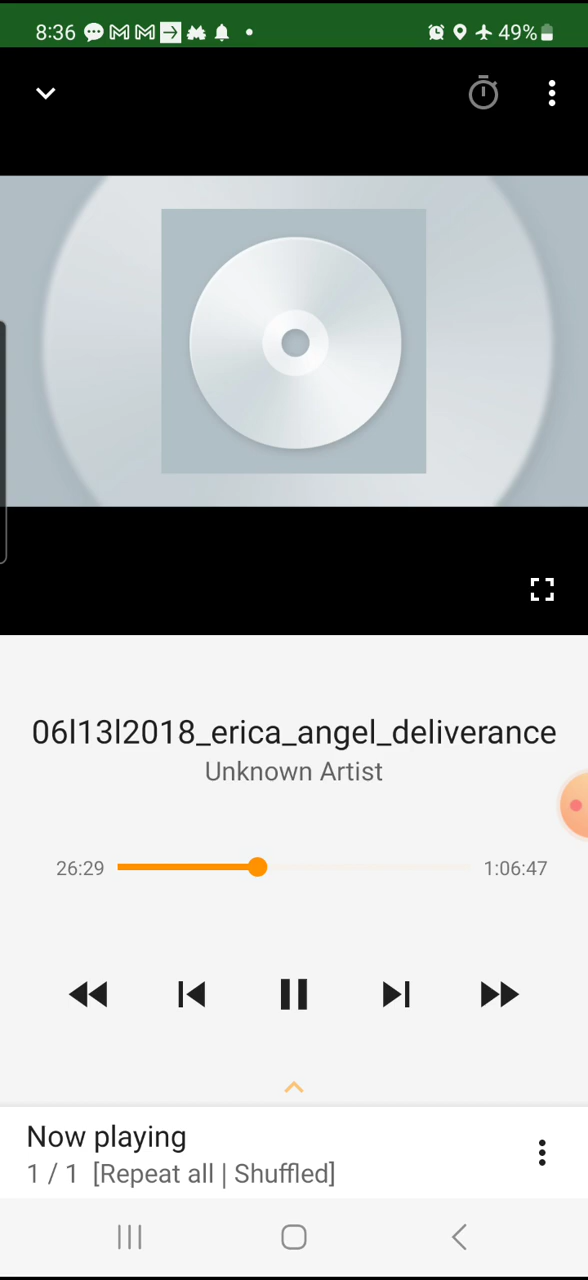 8:36
49%
06l13l2018_erica_angel_deliverance
Unknown Artist
26:29
1:06:47
Now playing
1 / 1 [Repeat all | Shuffled]